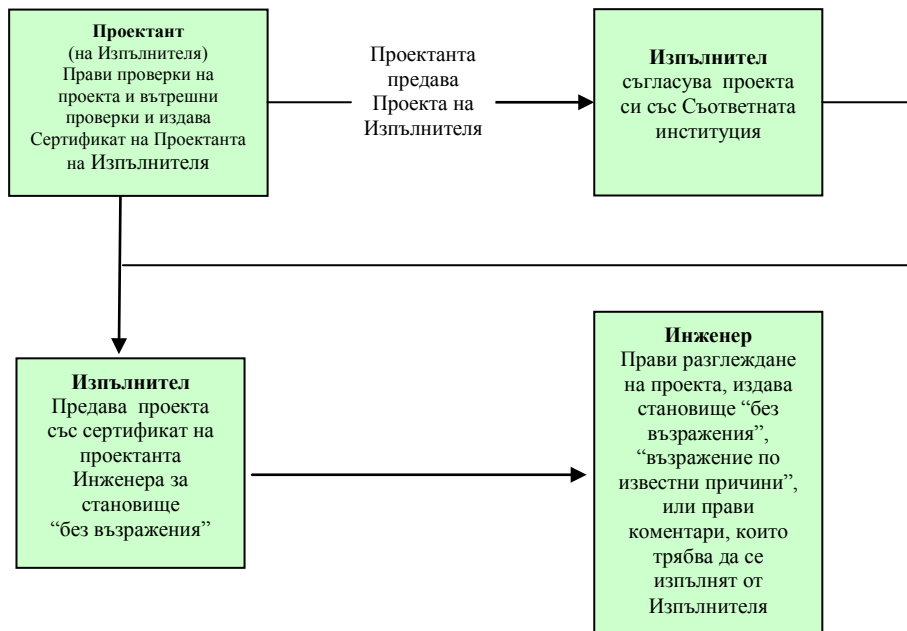 Проектант
(на Изпълнителя)
Прави проверки на
проекта и вътрешни
проверки и издава
Сертификат на Проектанта
на Изпълнителя
Проектанта
предава
Проекта на
Изпълнителя
Изпълнител
съгласува проекта
си със Съответната
институция
Изпълнител
Предава проекта
със сертификат на
проектанта
Инженера за
становище
“без възражения”
Инженер
Прави разглеждане
на проекта, издава
становище “без
възражения”,
“възражение по
известни причини”,
или прави
коментари, които
трябва да се
изпълнят от
Изпълнителя